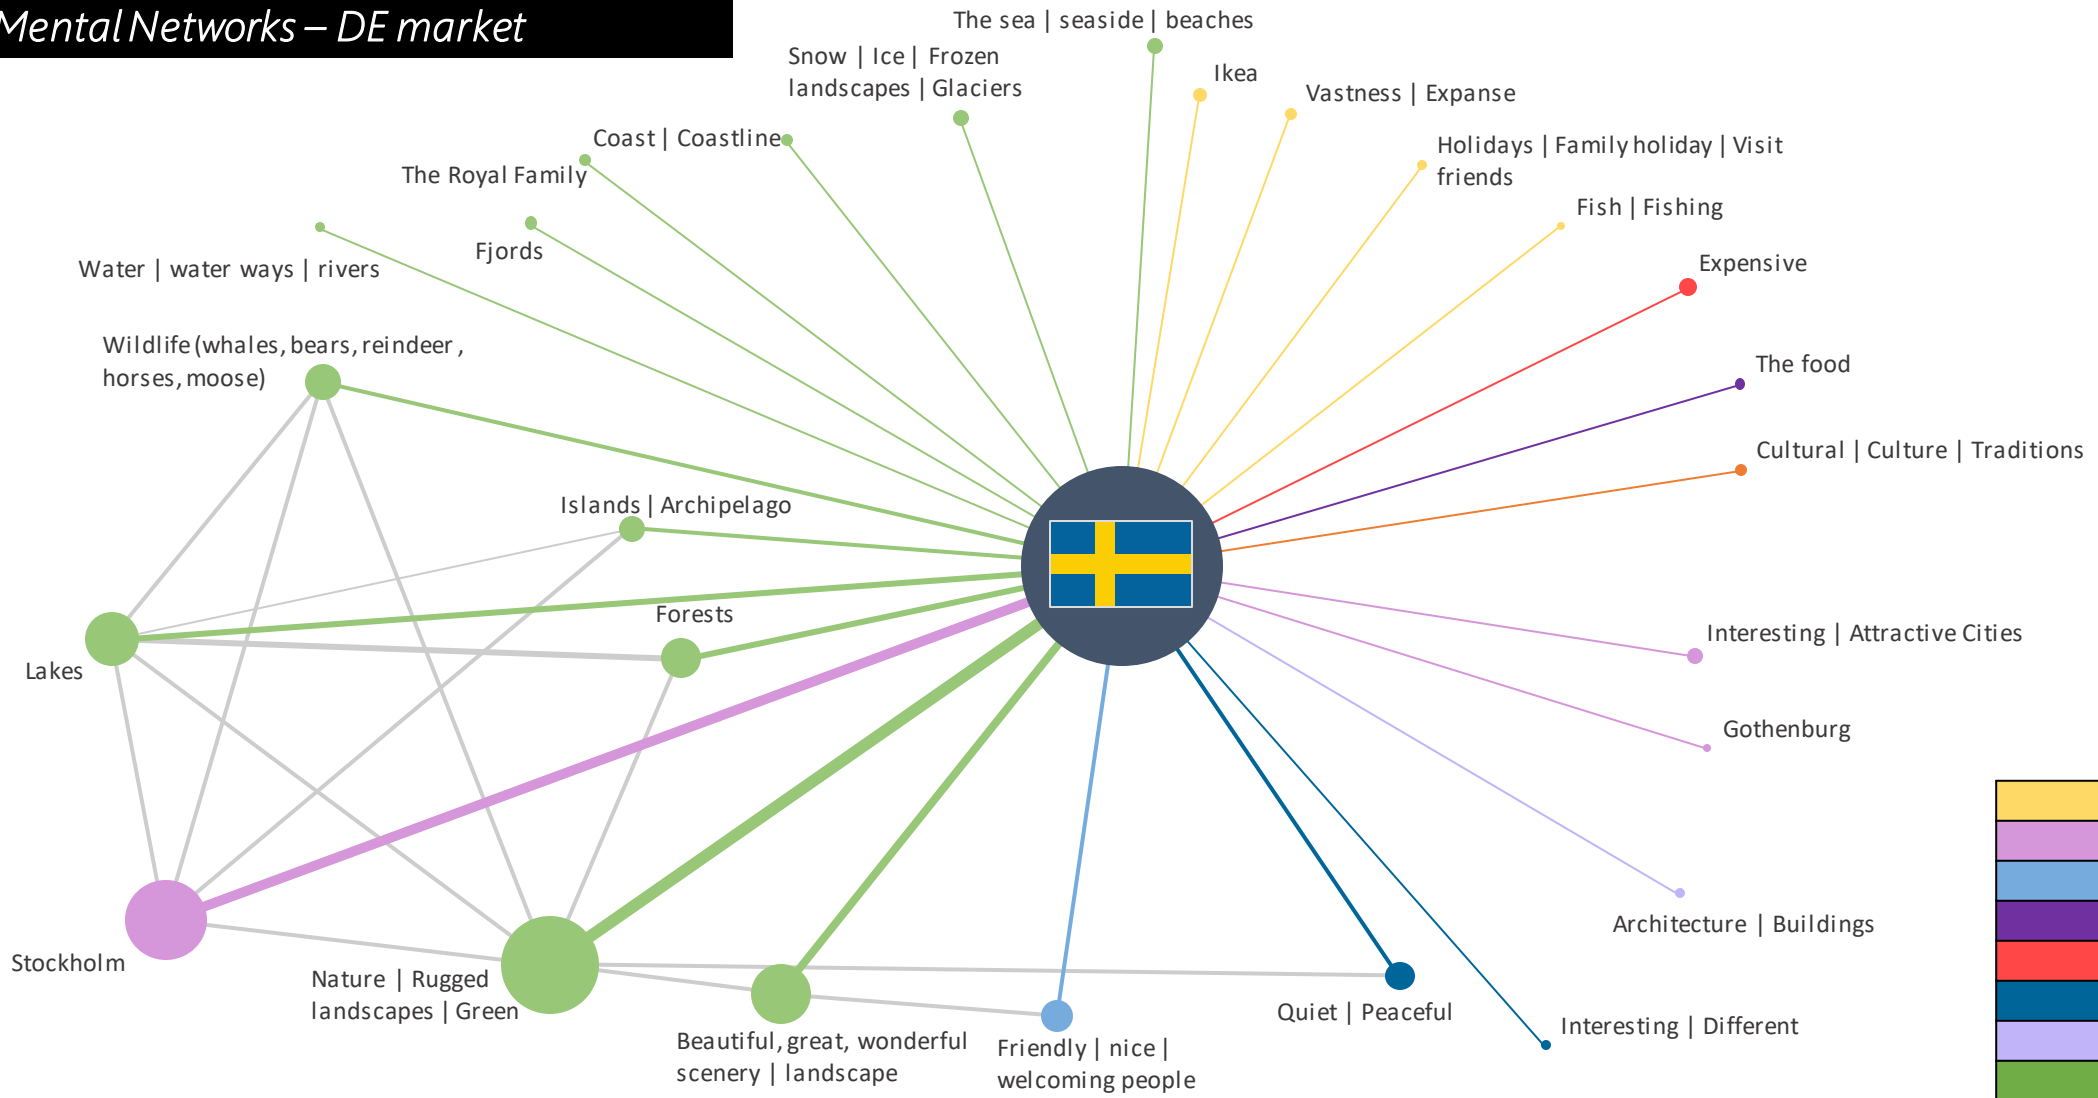 Mental Networks – DE market
The sea | seaside | beaches
Snow | Ice | Frozen
landscapes | Glaciers
Ikea
Vastness | Expanse
Coast | Coastline
Holidays | Family holiday | Visit
friends
The Royal Family
Fish | Fishing
Fjords
Water | water ways | rivers
Expensive
Wildlife (whales, bears, reindeer,
horses, moose)
The food
Cultural | Culture | Traditions
Islands | Archipelago
Forests
Interesting | Attractive Cities
Lakes
Gothenburg
Architecture | Buildings
Stockholm
Nature | Rugged
landscapes | Green
Quiet | Peaceful
Interesting | Different
Beautiful, great, wonderful
scenery | landscape
Friendly | nice |
welcoming people